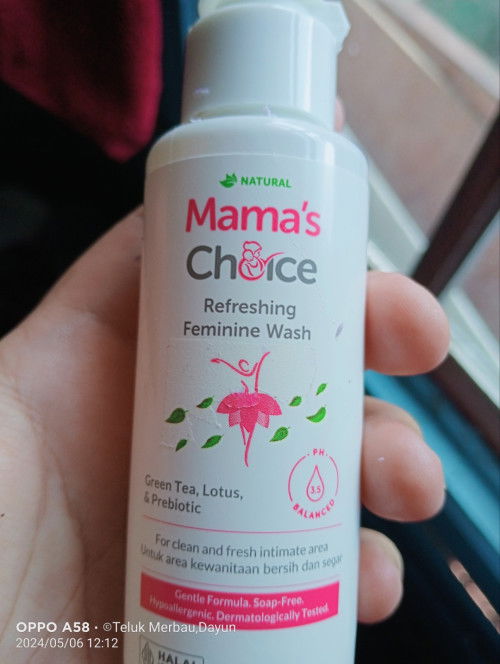 NATURAL
Mama's
Choice
Refreshing
Feminine Wash
Green Tea, Lotus,
& Prebiotic
PH
3.5
BALANCED
For clean and fresh intimate area
Untuk area kewanitaan bersih dan segar
Gentle Formula. Soap-Free.
Hypoallergenic. Dermatologically Tested.
HALAL
OPPO A58 · ©Teluk Merbau,Dayun
2024/05/06 12:12